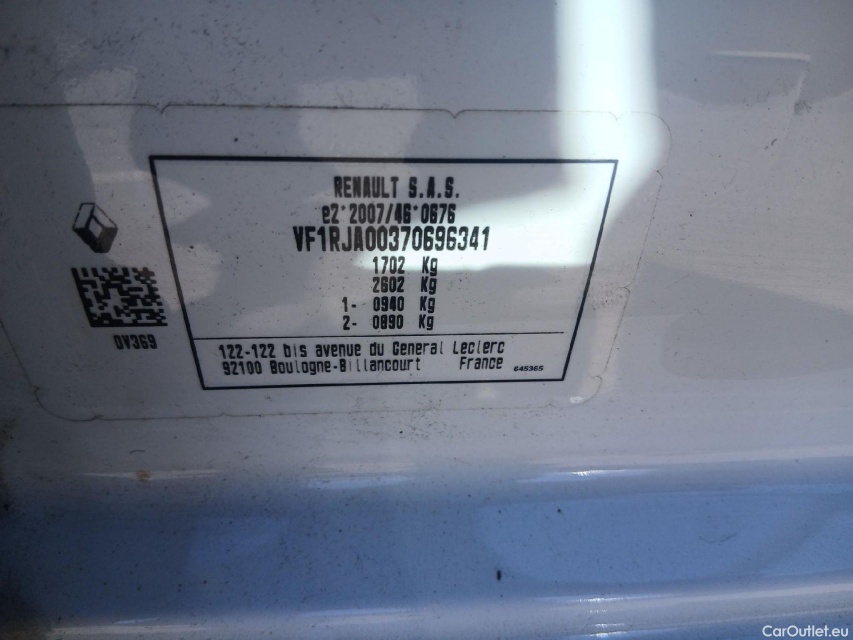 RENAULT S.A.S.
e2*2007/46*0676
VF1RJA00370696341
1702 Kg
2602 Kg
1- 0940 Kg
2- 0890 Kg
0V369
122-122 bis avenue du General Leclerc
92100 Boulogne-Billancourt France 645365
CarOutlet.eu